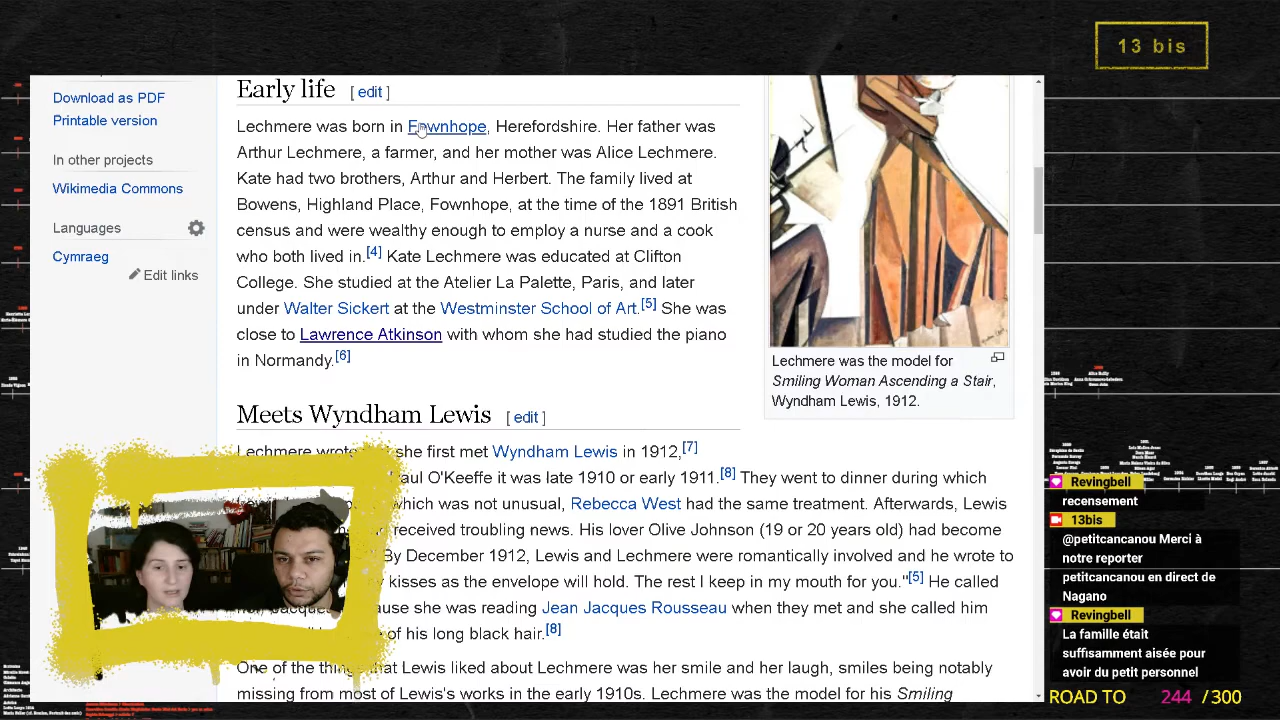 13 bis
Download as PDF
Printable version
In other projects
Wikimedia Commons
Languages
Cymraeg
Edit links
Early life [ edit ]
Lechmere was born in Fownhope, Herefordshire. Her father was
Arthur Lechmere, a farmer, and her mother was Alice Lechmere.
Kate had two brothers, Arthur and Herbert. The family lived at
Bowens, Highland Place, Fownhope, at the time of the 1891 British
census and were wealthy enough to employ a nurse and a cook
who both lived in.[4] Kate Lechmere was educated at Clifton
College. She studied at the Atelier La Palette, Paris, and later
under Walter Sickert at the Westminster School of Art.[5] She was
close to Lawrence Atkinson with whom she had studied the piano
in Normandy.[6]
Lechmere was the model for
Smiling Woman Ascending a Stair,
Wyndham Lewis, 1912.
Meets Wyndham Lewis [ edit ]
Lechmere wrote she first met Wyndham Lewis in 1912,[7]
Keeffe it was late 1910 or early 1911.[8] They went to dinner during which
which was not unusual, Rebecca West had the same treatment. Afterwards, Lewis
received troubling news. His lover Olive Johnson (19 or 20 years old) had become
By December 1912, Lewis and Lechmere were romantically involved and he wrote to
kisses as the envelope will hold. The rest I keep in my mouth for you."[5] He called
because she was reading Jean Jacques Rousseau when they met and she called him
of his long black hair.[8]
One of the things that Lewis liked about Lechmere was her smile and her laugh, smiles being notably
missing from most of Lewis's works in the early 1910s. Lechmere was the model for his Smiling
Revingbell
recensement
13bis
@petitcancanou Merci à
notre reporter
petitcancanou en direct de
Nagano
Revingbell
La famille était
suffisamment aisée pour
avoir du petit personnel
ROAD TO 244 / 300